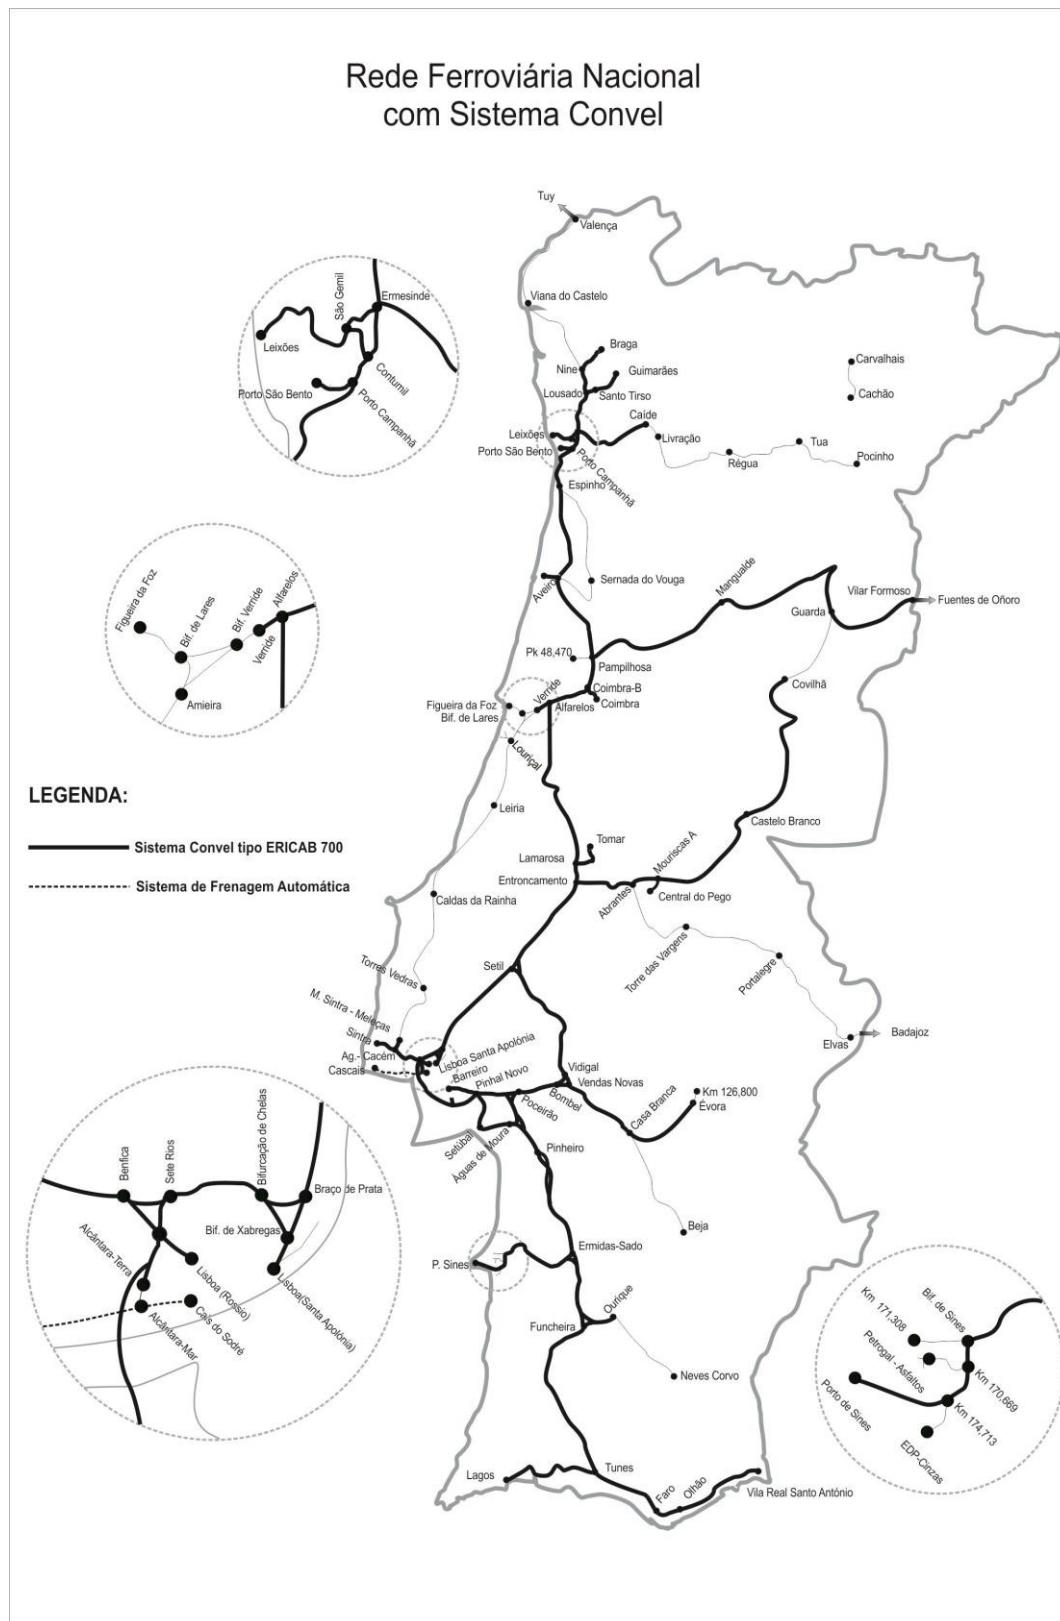 Rede Ferroviária Nacional
com Sistema Convel
Tuy
Valença
Viana do Castelo
Braga
Nine
Guimarães
Lousado
Santo Tirso
Caíde
Leixões
Livração
Porto São Bento
Porto Campanhã
Régua
Tua
Pocinho
Carvalhais
Cachão
Espinho
Sernada do Vouga
Aveiro
Mangualde
Guarda
Vilar Formoso
Fuentes de Oñoro
Pk 48,470
Pampilhosa
Covilhã
Coimbra-B
Coimbra
Verride
Alfarelos
Figueira da Foz
Bif. de Lares
Louriçal
Leiria
Castelo Branco
Tomar
Lamarosa
Mouriscas A
Entroncamento
Abrantes
Central do Pego
Caldas da Rainha
Torre das Vargens
Portalegre
Setil
Torres Vedras
Elvas
Badajoz
M. Sintra - Meleças
Sintra
Ag.- Cacém
Cascais
Lisboa Santa Apolónia
Barreiro
Pinhal Novo
Vidigal
Vendas Novas
Bombel
Poceirão
Casa Branca
Km 126,800
Évora
Setúbal
Águas de Moura
Pinheiro
Beja
Ermidas-Sado
P. Sines
Ourique
Funcheira
Neves Corvo
Lagos
Tunes
Faro
Olhão
Vila Real Santo António
São Gemil
Ermesinde
Leixões
Contumil
Porto São Bento
Porto Campanhã
Figueira da Foz
Bif. de Lares
Bif. Verride
Alfarelos
Verride
Amieira
LEGENDA:
Sistema Convel tipo ERICAB 700
Sistema de Frenagem Automática
Benfica
Sete Rios
Bifurcação de Chelas
Braço de Prata
Bif. de Xabregas
Alcântara-Terra
Lisboa (Rossio)
Lisboa(Santa Apolónia)
Cais do Sodré
Alcântara-Mar
Km 171,308
Bif. de Sines
Petrogal - Asfaltos
Km 170,669
Porto de Sines
Km 174,713
EDP-Cinzas